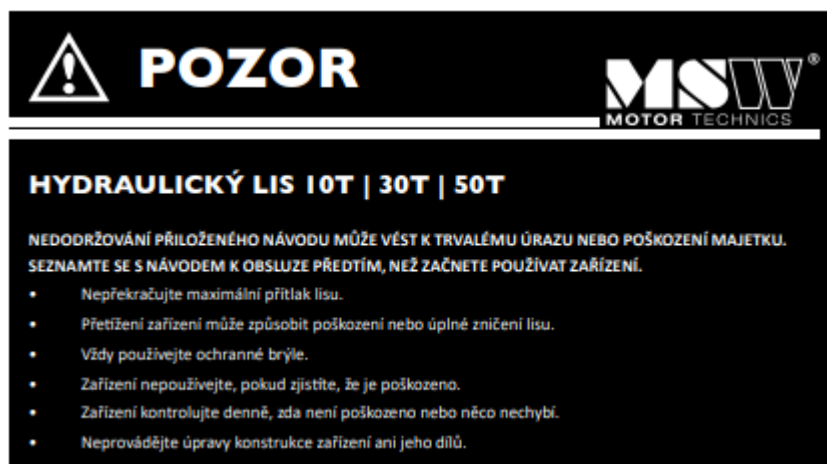 POZOR
MSW®
MOTOR TECHNICS
HYDRAULICKÝ LIS 10T | 30T | 50T
NEDODRŽOVÁNÍ PŘILOŽENÉHO NÁVODU MŮŽE VÉST K TRVALÉMU ÚRAZU NEBO POŠKOZENÍ MAJETKU.
SEZNAMTE SE S NÁVODEM K OBSLUZE PŘEDTÍM, NEŽ ZAČNETE POUŽÍVAT ZAŘÍZENÍ.
• Nepřekračujte maximální přítlak lisu.
• Přetížení zařízení může způsobit poškození nebo úplné zničení lisu.
• Vždy používejte ochranné brýle.
• Zařízení nepoužívejte, pokud zjistíte, že je poškozeno.
• Zařízení kontrolujte denně, zda není poškozeno nebo něco nechybí.
• Neprovádějte úpravy konstrukce zařízení ani jeho dílů.